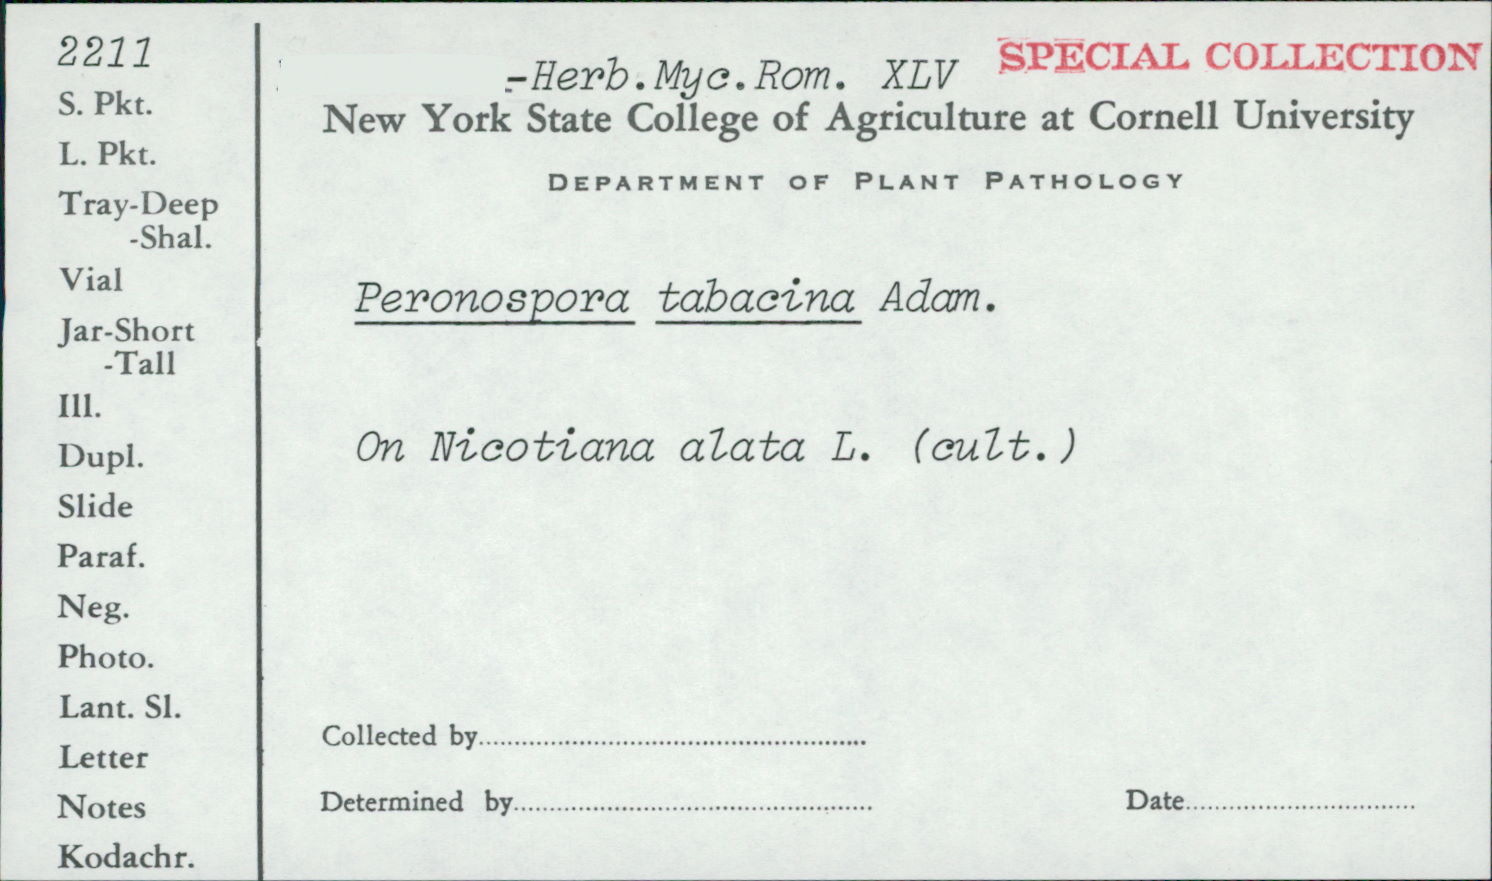 2211
S. Pkt.
L. Pkt.
Tray-Deep
-Shal.
Vial
Jar-Short
-Tall
Ill.
Dupl.
Slide
Paraf.
Neg.
Photo.
Lant. Sl.
Letter
Notes
Kodachr.
SPECIAL COLLECTION
-Herb.Myc.Rom. XLV
New York State College of Agriculture at Cornell University
DEPARTMENT OF PLANT PATHOLOGY
Peronospora tabacina Adam.
On Nicotiana alata L. (cult.)
Collected by
Determined by
Date